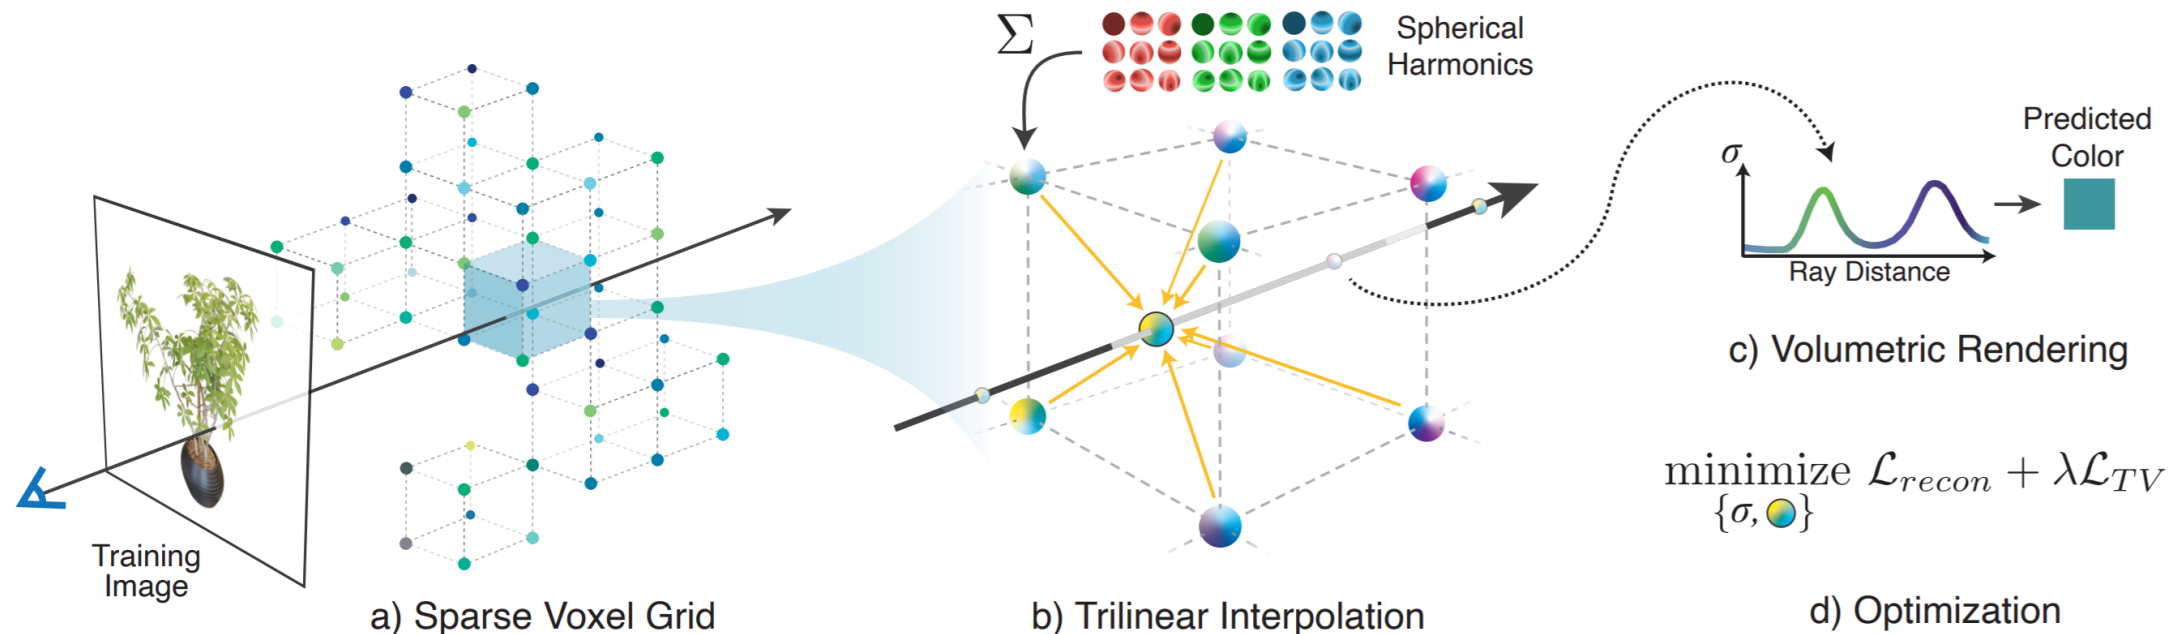 Training
Image
a) Sparse Voxel Grid
Σ
Spherical
Harmonics
b) Trilinear Interpolation
σ
Ray Distance
Predicted
Color
c) Volumetric Rendering
minimize ℒrecon + λℒTV
{σ, }
d) Optimization